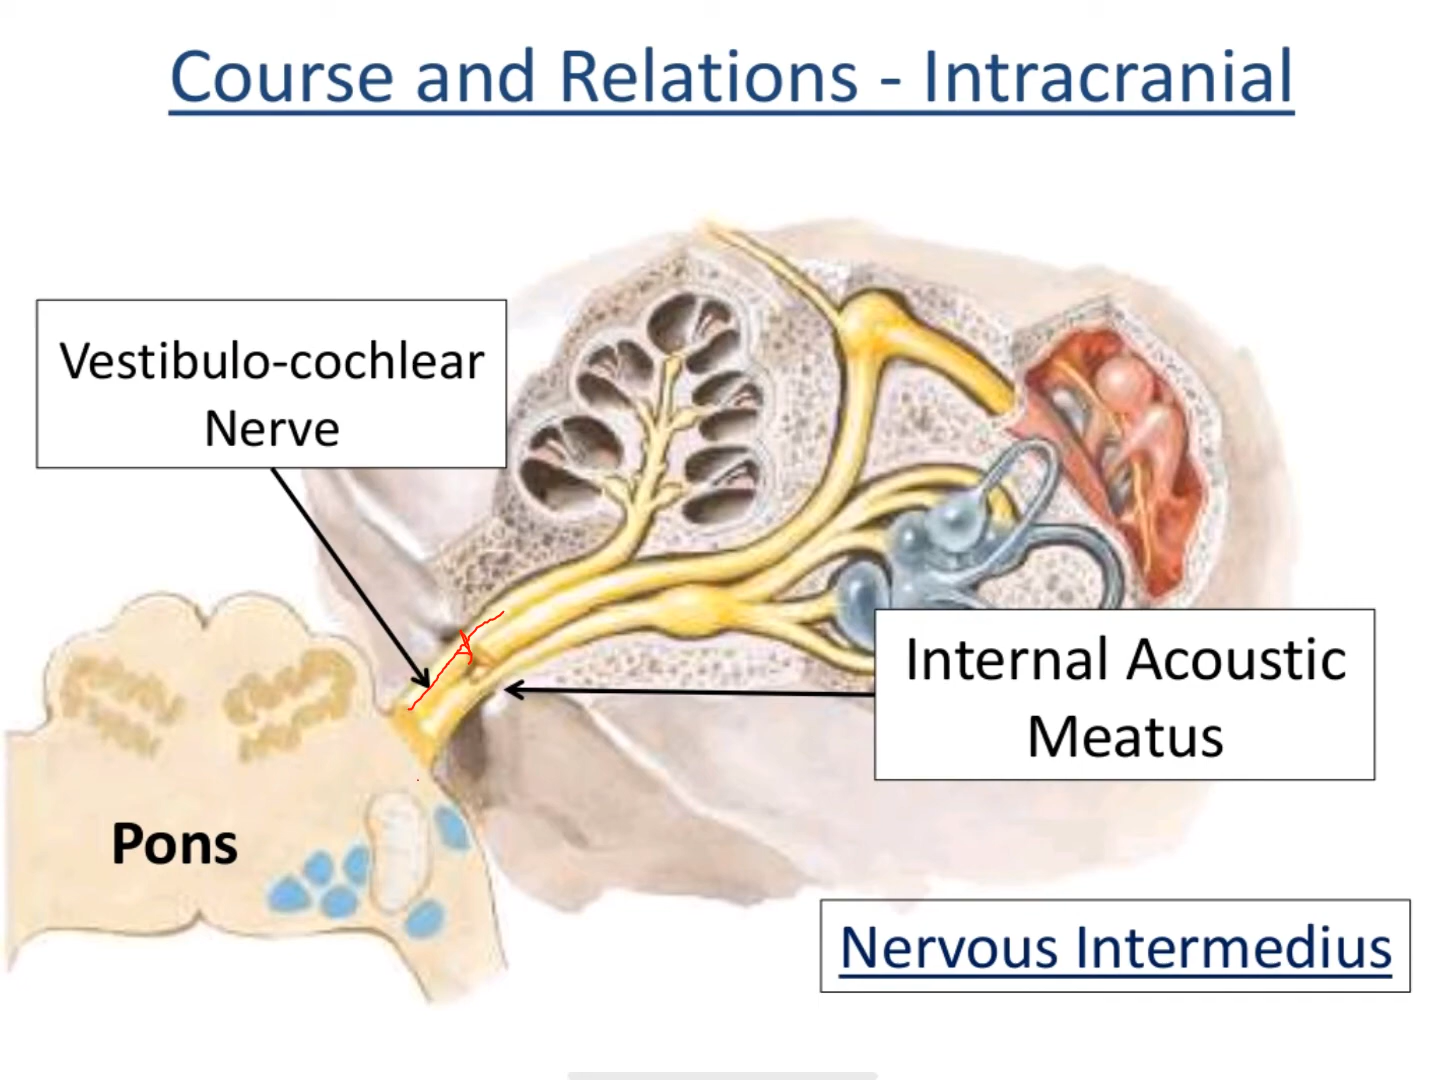 Course and Relations - Intracranial
Vestibulo-cochlear
Nerve
Internal Acoustic
Meatus
Pons
Nervous Intermedius